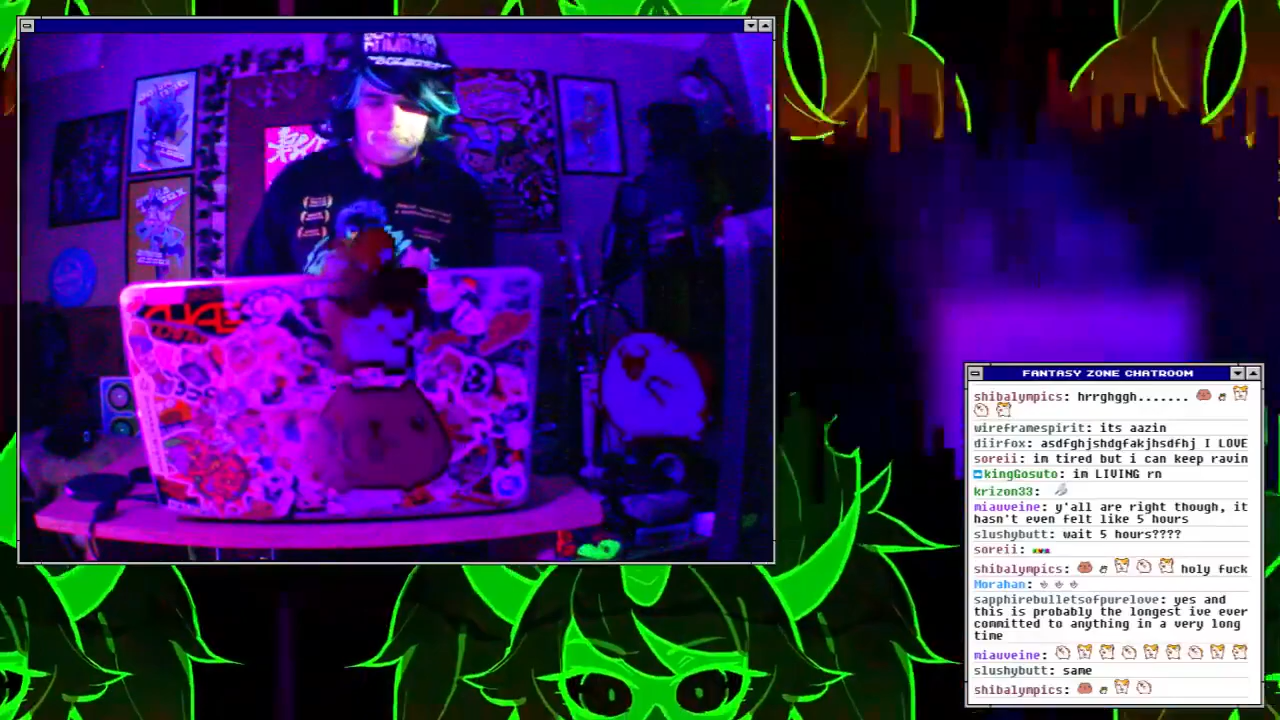 FANTASY ZONE CHATROOM
shibalympics: hrrghggh.......
wireframespirit: its aazin
diirfox: asdfghjshdgfakjhsdfhj I LOVE
soreii: im tired but i can keep ravin
kingGosuto: im LIVING rn
krizon33:
miauveine: y'all are right though, it
hasn't even felt like 5 hours
slushybutt: wait 5 hours????
soreii:
shibalympics: holy fuck
Morahan:
sapphirebulletsofpurelove: yes and
this is probably the longest ive ever
committed to anything in a very long
time
miauveine:
slushybutt: same
shibalympics: